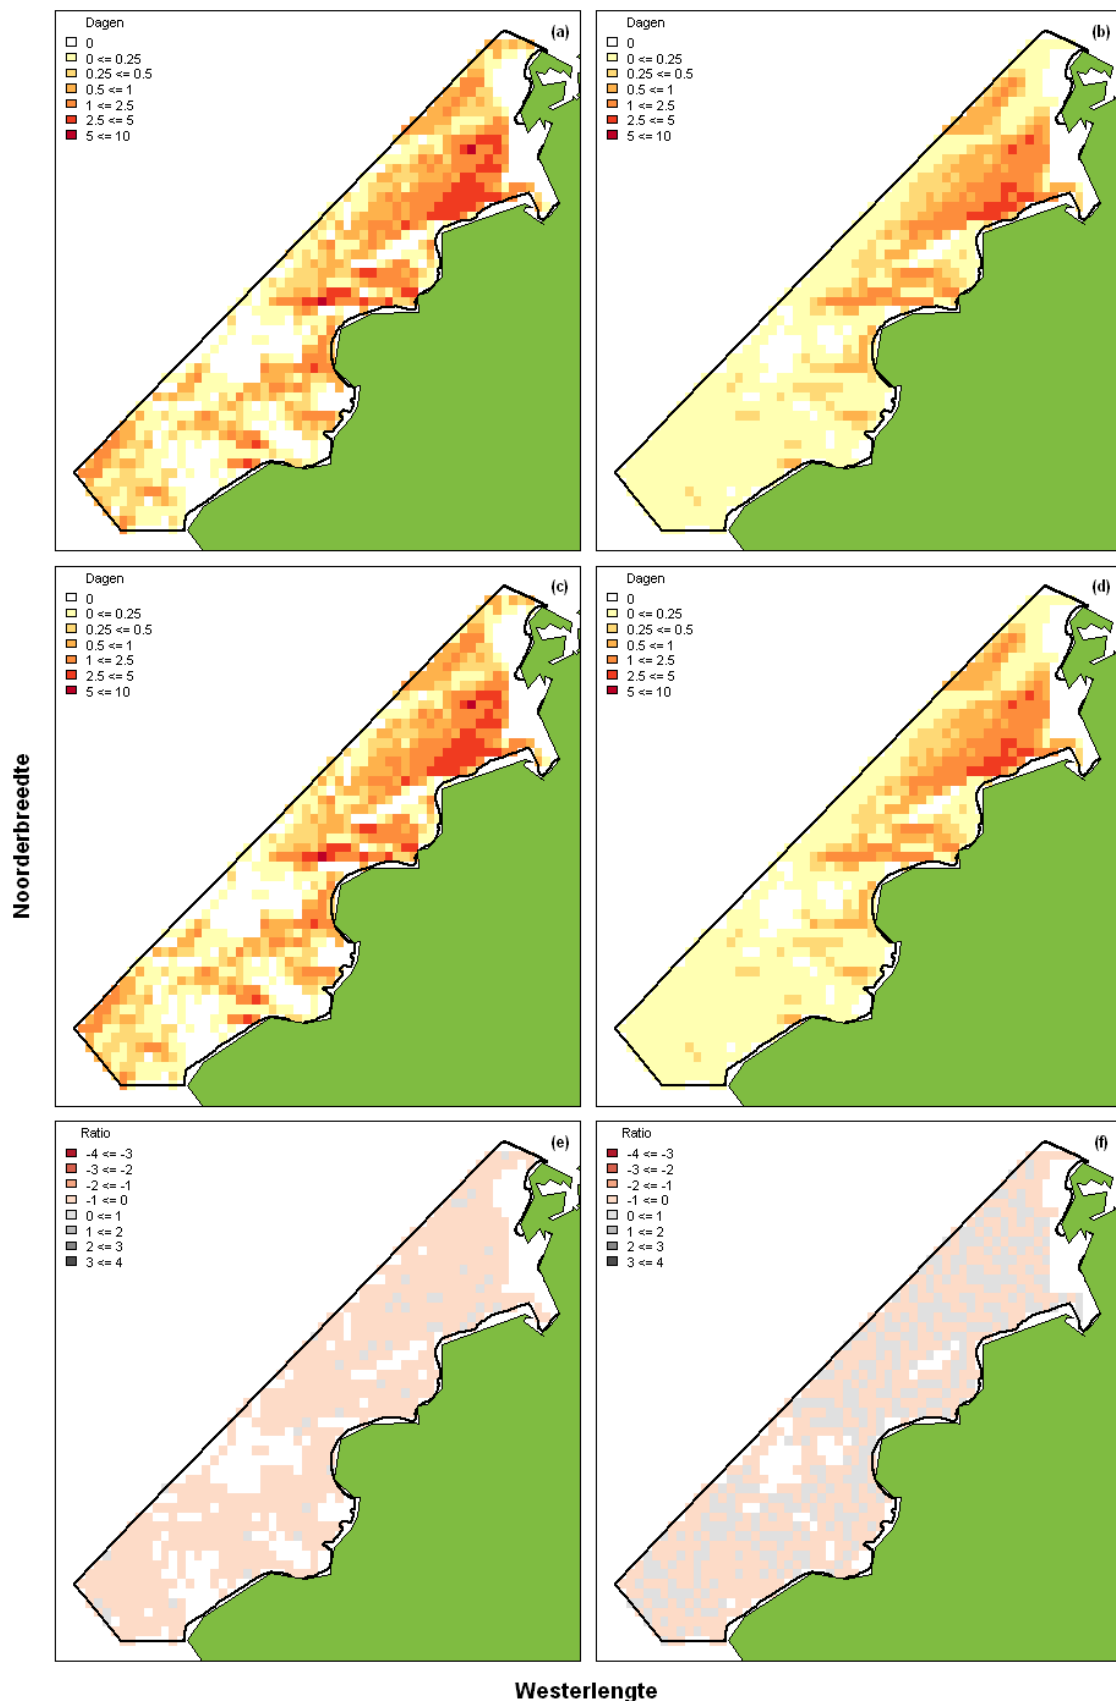 Dagen
(a)
0
0 <= 0.25
0.25 <= 0.5
0.5 <= 1
1 <= 2.5
2.5 <= 5
5 <= 10
Dagen
(b)
0
0 <= 0.25
0.25 <= 0.5
0.5 <= 1
1 <= 2.5
2.5 <= 5
5 <= 10
Dagen
(c)
0
0 <= 0.25
0.25 <= 0.5
0.5 <= 1
1 <= 2.5
2.5 <= 5
5 <= 10
Dagen
(d)
0
0 <= 0.25
0.25 <= 0.5
0.5 <= 1
1 <= 2.5
2.5 <= 5
5 <= 10
Noorderbreedte
Ratio
(e)
-4 <= -3
-3 <= -2
-2 <= -1
-1 <= 0
0 <= 1
1 <= 2
2 <= 3
3 <= 4
Ratio
(f)
-4 <= -3
-3 <= -2
-2 <= -1
-1 <= 0
0 <= 1
1 <= 2
2 <= 3
3 <= 4
Westerlengte